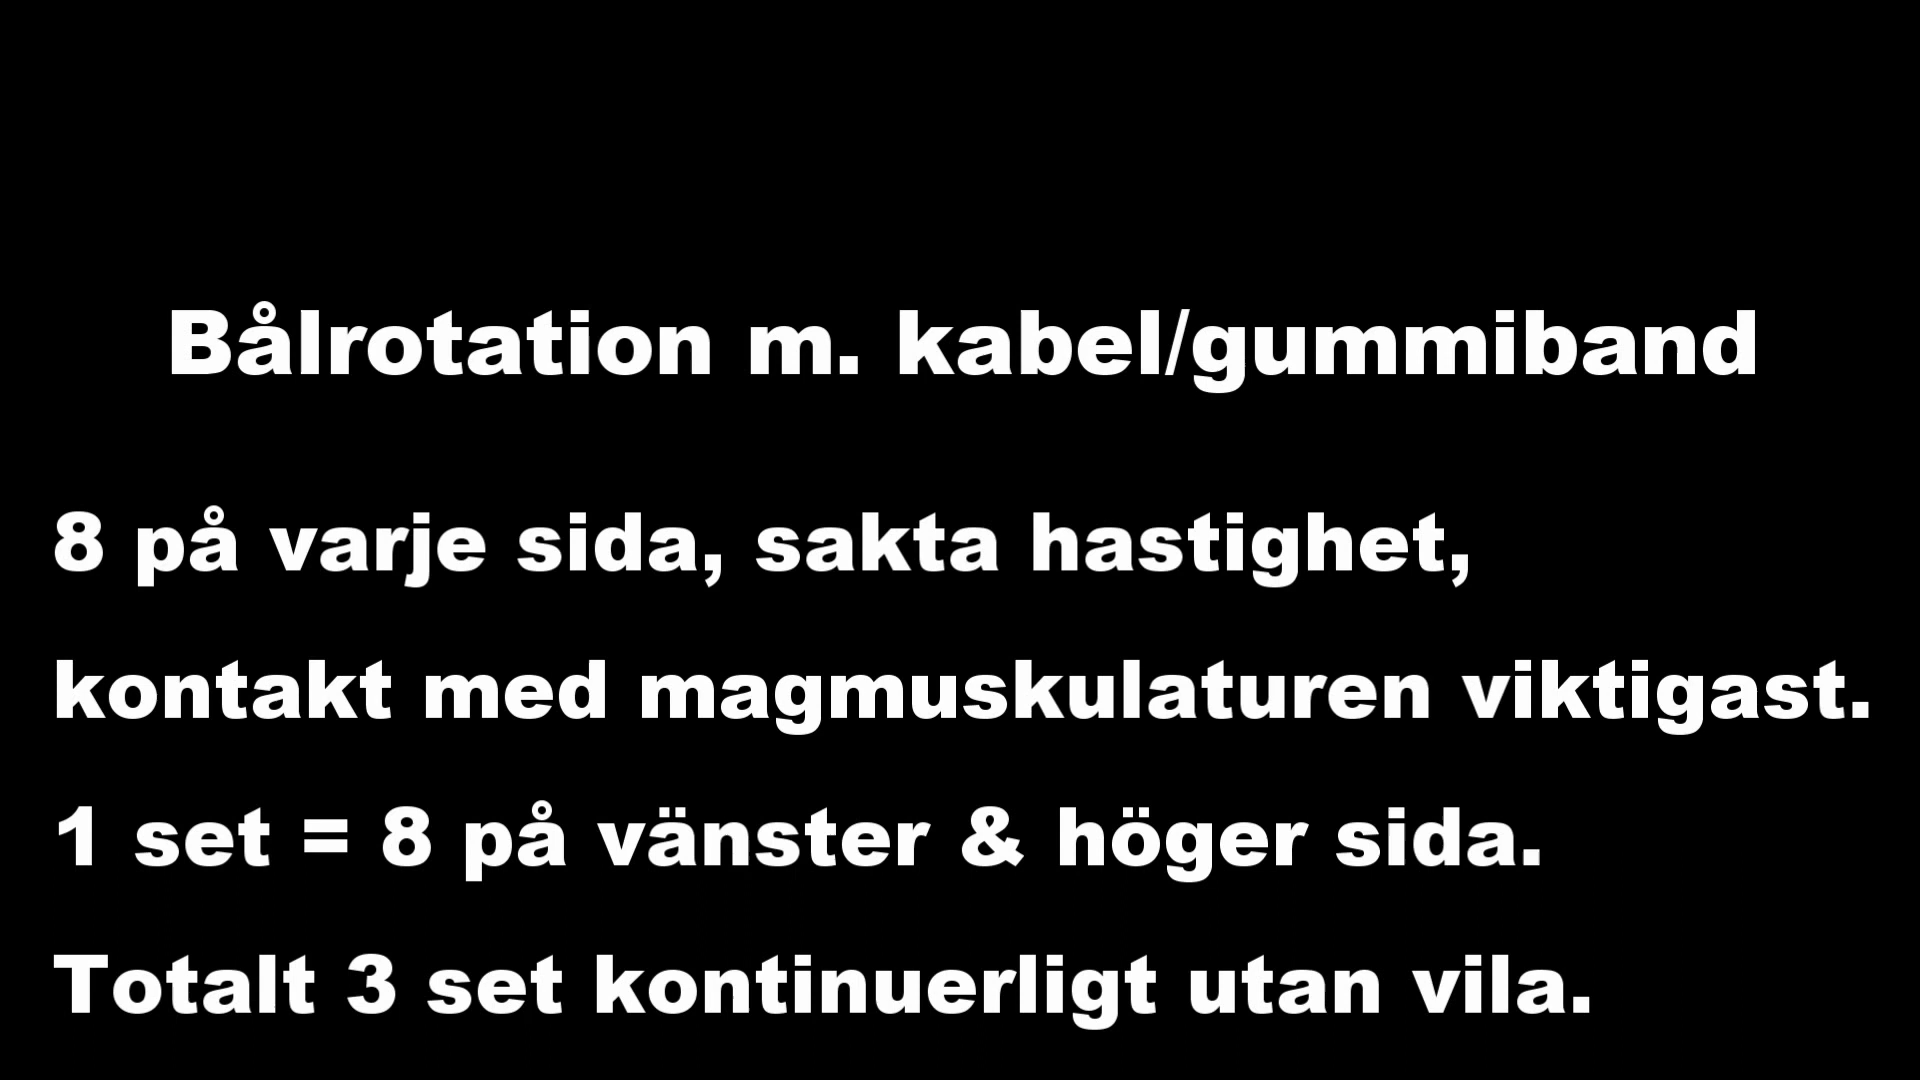 Bålrotation m. kabel/gummiband
8 på varje sida, sakta hastighet,
kontakt med magmuskulaturen viktigast.
1 set = 8 på vänster & höger sida.
Totalt 3 set kontinuerligt utan vila.